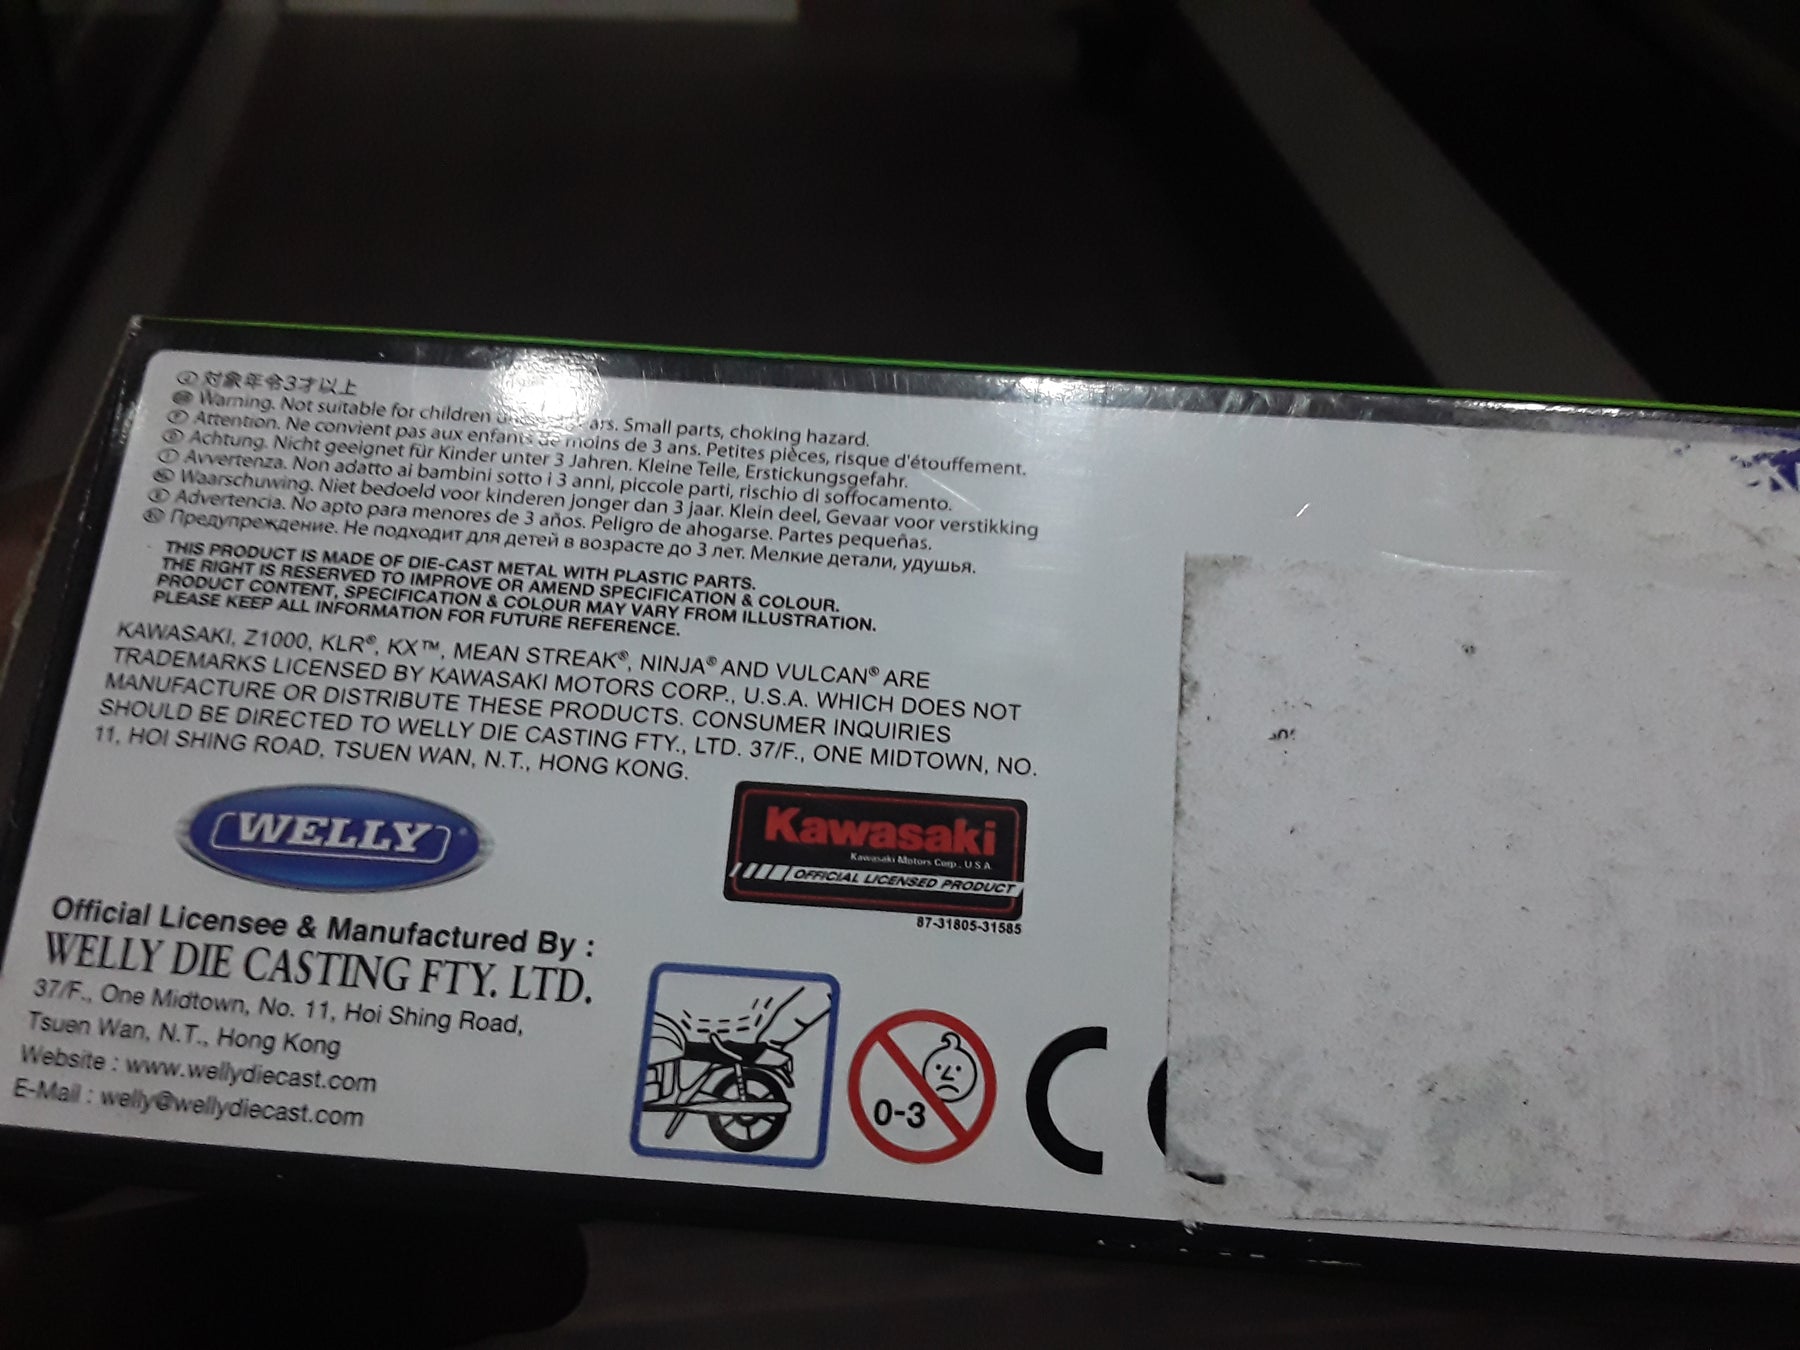 Ⓙ 対象年令3才以上
GB Warning. Not suitable for children ars. Small parts, choking hazard.
F Attention. Ne convient pas aux enfants de moins de 3 ans. Petites pièces, risque d'étouffement.
D Achtung. Nicht geeignet für Kinder unter 3 Jahren. Kleine Teile, Erstickungsgefahr.
I Avvertenza. Non adatto ai bambini sotto i 3 anni, piccole parti, rischio di soffocamento.
NL Waarschuwing. Niet bedoeld voor kinderen jonger dan 3 jaar. Klein deel, Gevaar voor verstikking
E Advertencia. No apto para menores de 3 años. Peligro de ahogarse. Partes pequeñas.
Предупреждение. Не подходит для детей в возрасте до 3 лет. Мелкие детали, удушья.
THIS PRODUCT IS MADE OF DIE-CAST METAL WITH PLASTIC PARTS.
THE RIGHT IS RESERVED TO IMPROVE OR AMEND SPECIFICATION & COLOUR.
PRODUCT CONTENT, SPECIFICATION & COLOUR MAY VARY FROM ILLUSTRATION.
PLEASE KEEP ALL INFORMATION FOR FUTURE REFERENCE.
KAWASAKI, Z1000, KLR®, KX™, MEAN STREAK®, NINJA® AND VULCAN® ARE
TRADEMARKS LICENSED BY KAWASAKI MOTORS CORP., U.S.A. WHICH DOES NOT
MANUFACTURE OR DISTRIBUTE THESE PRODUCTS. CONSUMER INQUIRIES
SHOULD BE DIRECTED TO WELLY DIE CASTING FTY., LTD. 37/F., ONE MIDTOWN, NO.
11, HOI SHING ROAD, TSUEN WAN, N.T., HONG KONG.
WELLY®
Kawasaki
Kawasaki Motors Corp., U.S.A.
OFFICIAL LICENSED PRODUCT
87-31805-31585
Official Licensee & Manufactured By :
WELLY DIE CASTING FTY. LTD.
37/F., One Midtown, No. 11, Hoi Shing Road,
Tsuen Wan, N.T., Hong Kong
Website : www.wellydiecast.com
E-Mail : welly@wellydiecast.com
0-3